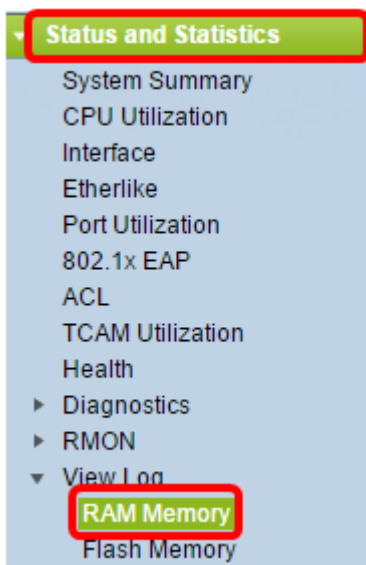 Status and Statistics
System Summary
CPU Utilization
Interface
Etherlike
Port Utilization
802.1x EAP
ACL
TCAM Utilization
Health
Diagnostics
RMON
View Log
RAM Memory
Flash Memory